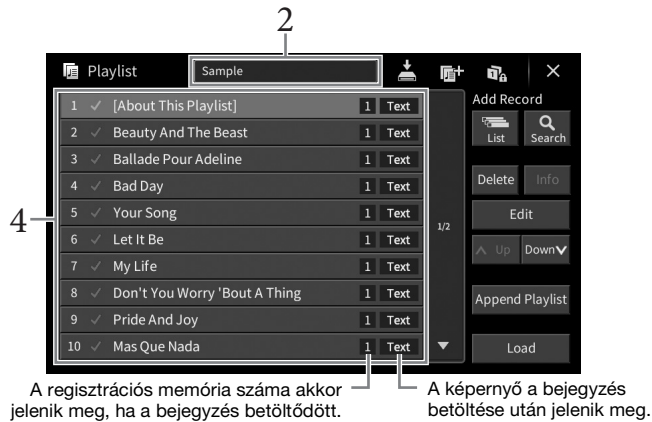 2
Playlist
Sample
1 [About This Playlist] 1 Text
2 Beauty And The Beast 1 Text
3 Ballade Pour Adeline 1 Text
4 Bad Day 1 Text
5 Your Song 1 Text
6 Let It Be 1 Text
7 My Life 1 Text
8 Don't You Worry 'Bout A Thing 1 Text
9 Pride And Joy 1 Text
10 Mas Que Nada 1 Text
4
1/2
Add Record
List Search
Delete Info
Edit
Up Down
Append Playlist
Load
A regisztrációs memória száma akkor
jelenik meg, ha a bejegyzés betöltődött.
A képernyő a bejegyzés
betöltése után jelenik meg.